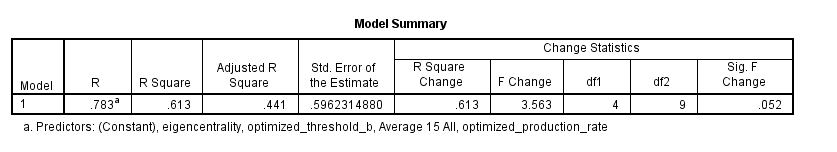 Model Summary
Change Statistics
Model R R Square Adjusted R Square Std. Error of the Estimate R Square Change F Change df1 df2 Sig. F Change
1 .783a .613 .441 .5962314880 .613 3.563 4 9 .052
a. Predictors: (Constant), eigencentrality, optimized_threshold_b, Average 15 All, optimized_production_rate